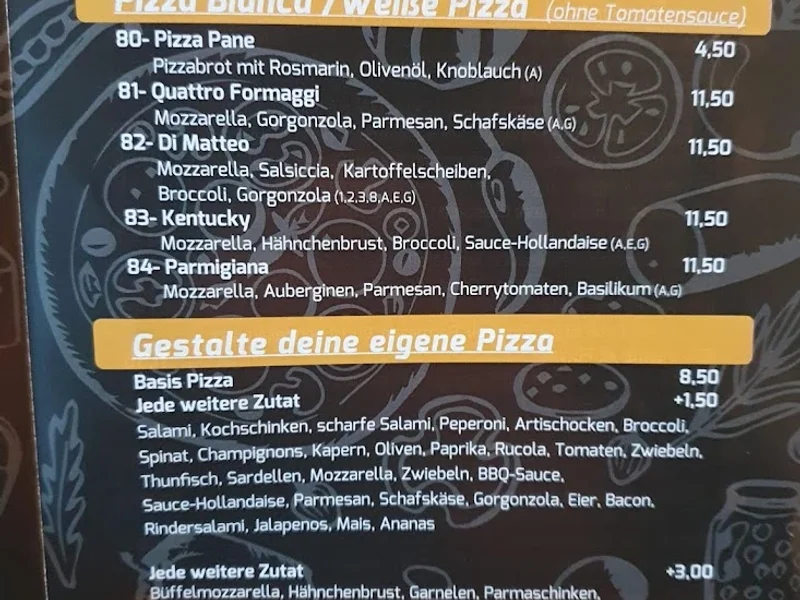 Pizza Bianca / Weiße Pizza (ohne Tomatensauce)
80- Pizza Pane 4,50
Pizzabrot mit Rosmarin, Olivenöl, Knoblauch (A)
81- Quattro Formaggi 11,50
Mozzarella, Gorgonzola, Parmesan, Schafskäse (A,G)
82- Di Matteo 11,50
Mozzarella, Salsiccia, Kartoffelscheiben,
Broccoli, Gorgonzola (1,2,3,8,A,E,G)
83- Kentucky 11,50
Mozzarella, Hähnchenbrust, Broccoli, Sauce-Hollandaise (A,E,G)
84- Parmigiana 11,50
Mozzarella, Auberginen, Parmesan, Cherrytomaten, Basilikum (A,G)
Gestalte deine eigene Pizza
Basis Pizza 8,50
Jede weitere Zutat +1,50
Salami, Kochschinken, scharfe Salami, Peperoni, Artischocken, Broccoli,
Spinat, Champignons, Kapern, Oliven, Paprika, Rucola, Tomaten, Zwiebeln,
Thunfisch, Sardellen, Mozzarella, Zwiebeln, BBQ-Sauce,
Sauce-Hollandaise, Parmesan, Schafskäse, Gorgonzola, Eier, Bacon,
Rindersalami, Jalapenos, Mais, Ananas
Jede weitere Zutat +3,00
Büffelmozzarella, Hähnchenbrust, Garnelen, Parmaschinken,